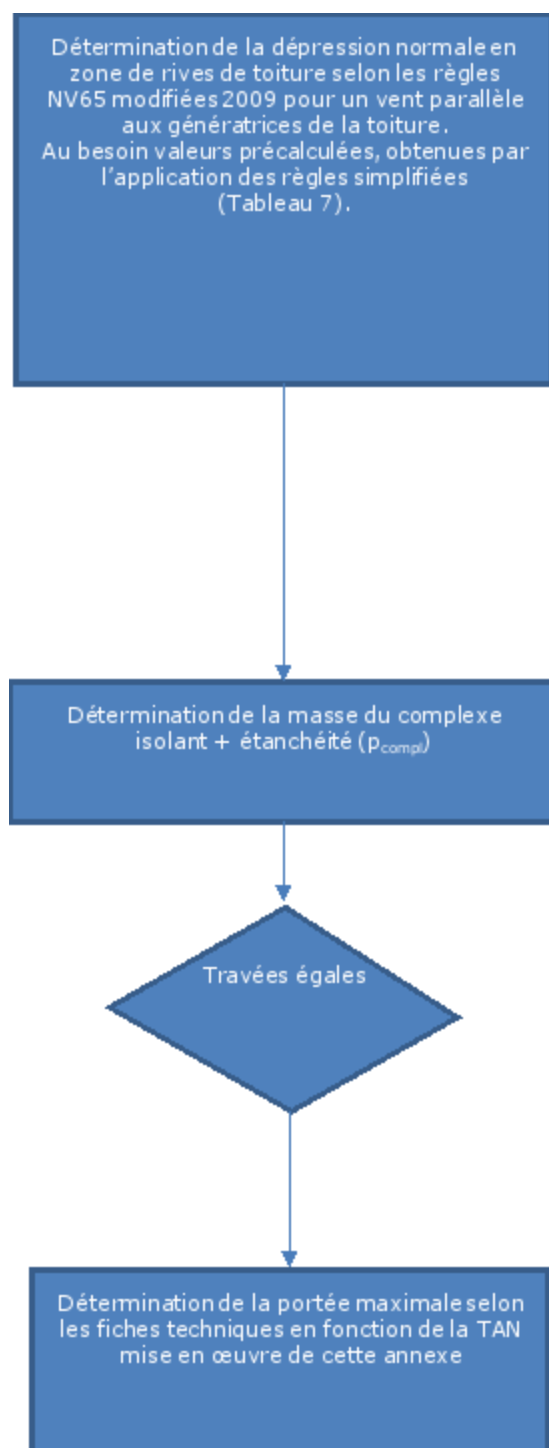 Détermination de la dépression normale en
zone de rives de toiture selon les règles
NV65 modifiées 2009 pour un vent parallèle
aux génératrices de la toiture.
Au besoin valeurs précalculées, obtenues par
l'application des règles simplifiées
(Tableau 7).
Détermination de la masse du complexe
isolant + étanchéité (pcompl)
Travées égales
Détermination de la portée maximale selon
les fiches techniques en fonction de la TAN
mise en œuvre de cette annexe